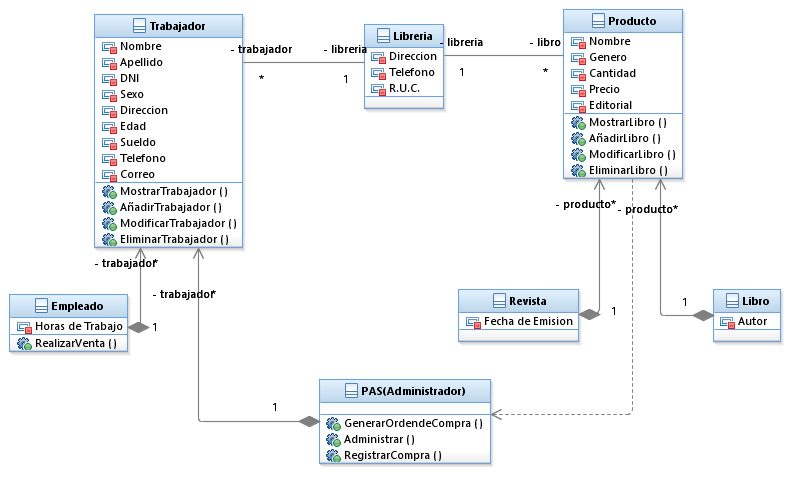 Trabajador
Nombre
Apellido
DNI
Sexo
Direccion
Edad
Sueldo
Telefono
Correo
MostrarTrabajador ()
AñadirTrabajador ()
ModificarTrabajador ()
EliminarTrabajador ()
- trabajador
*
- libreria
1
Libreria
Direccion
Telefono
R.U.C.
- libreria
1
- libro
*
Producto
Nombre
Genero
Cantidad
Precio
Editorial
MostrarLibro ()
AñadirLibro ()
ModificarLibro ()
EliminarLibro ()
- producto*
- producto*
- trabajador*
- trabajador*
Empleado
Horas de Trabajo
RealizarVenta ()
1
Revista
Fecha de Emision
1
1
Libro
Autor
1
PAS(Administrador)
GenerarOrdendeCompra ()
Administrar ()
RegistrarCompra ()